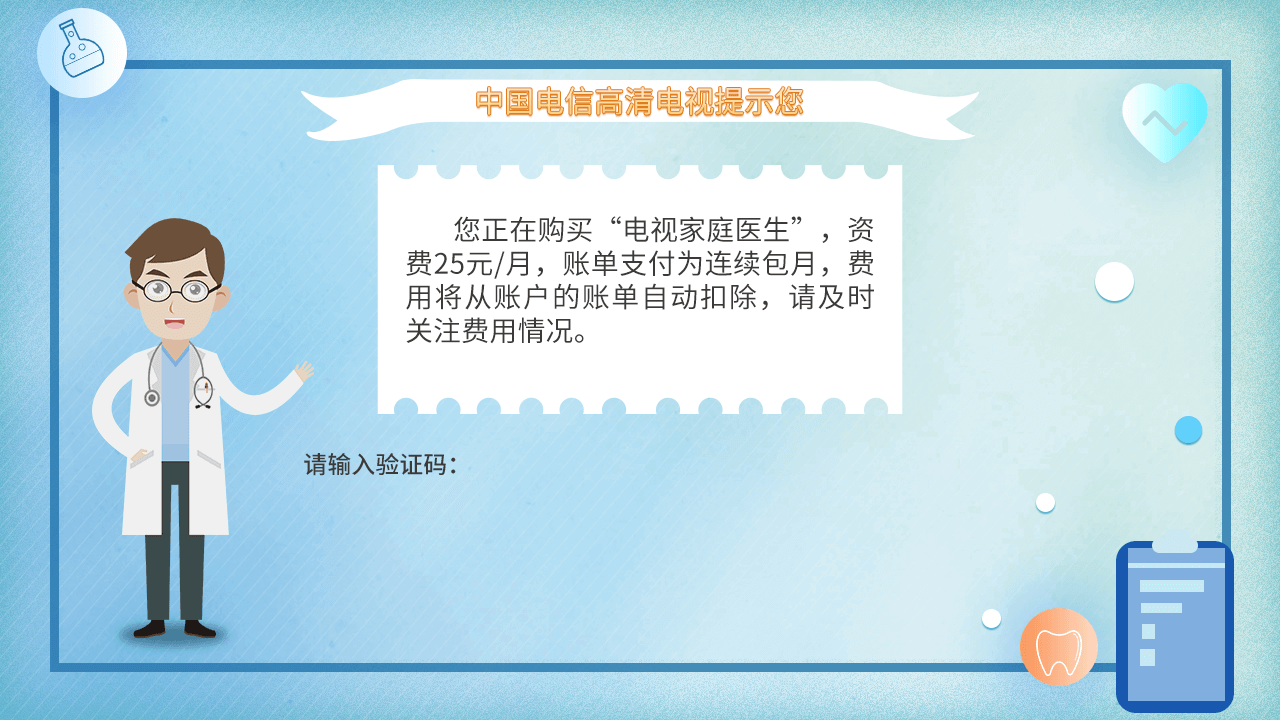 中国电信高清电视提示您
您正在购买“电视家庭医生”，资
费25元/月，账单支付为连续包月，费
用将从账户的账单自动扣除，请及时
关注费用情况。
请输入验证码：